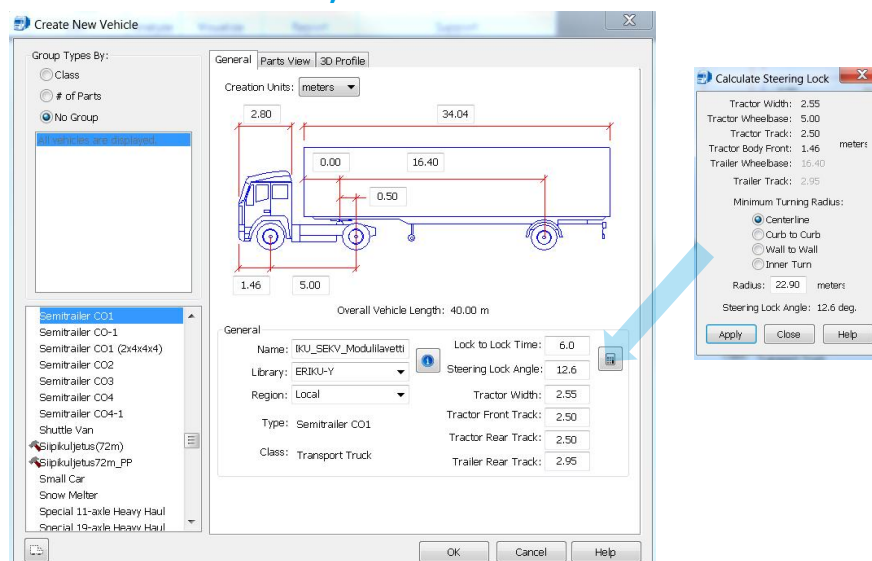 Create New Vehicle
Group Types By:
Class
# of Parts
No Group
All vehicles are displayed.
Semitrailer CO1
Semitrailer CO-1
Semitrailer CO1 (2x4x4x4)
Semitrailer CO2
Semitrailer CO3
Semitrailer CO4
Semitrailer CO4-1
Shuttle Van
Siipikuljetus(72m)
Siipikuljetus72m_PP
Small Car
Snow Melter
Special 11-axle Heavy Haul
Special 19-axle Heavy Haul
General Parts View 3D Profile
Creation Units: meters
2.80 34.04
0.00 16.40
0.50
1.46 5.00
Overall Vehicle Length: 40.00 m
General
Name: IKU_SEKV_Modulilavetti
Library: ERIKU-Y
Region: Local
Type: Semitrailer CO1
Class: Transport Truck
Lock to Lock Time: 6.0
Steering Lock Angle: 12.6
Tractor Width: 2.55
Tractor Front Track: 2.50
Tractor Rear Track: 2.50
Trailer Rear Track: 2.95
OK Cancel Help
Calculate Steering Lock
Tractor Width: 2.55
Tractor Wheelbase: 5.00
Tractor Track: 2.50
Tractor Body Front: 1.46
meters
Trailer Wheelbase: 16.40
Trailer Track: 2.95
Minimum Turning Radius:
Centerline
Curb to Curb
Wall to Wall
Inner Turn
Radius: 22.90 meters
Steering Lock Angle: 12.6 deg.
Apply Close Help